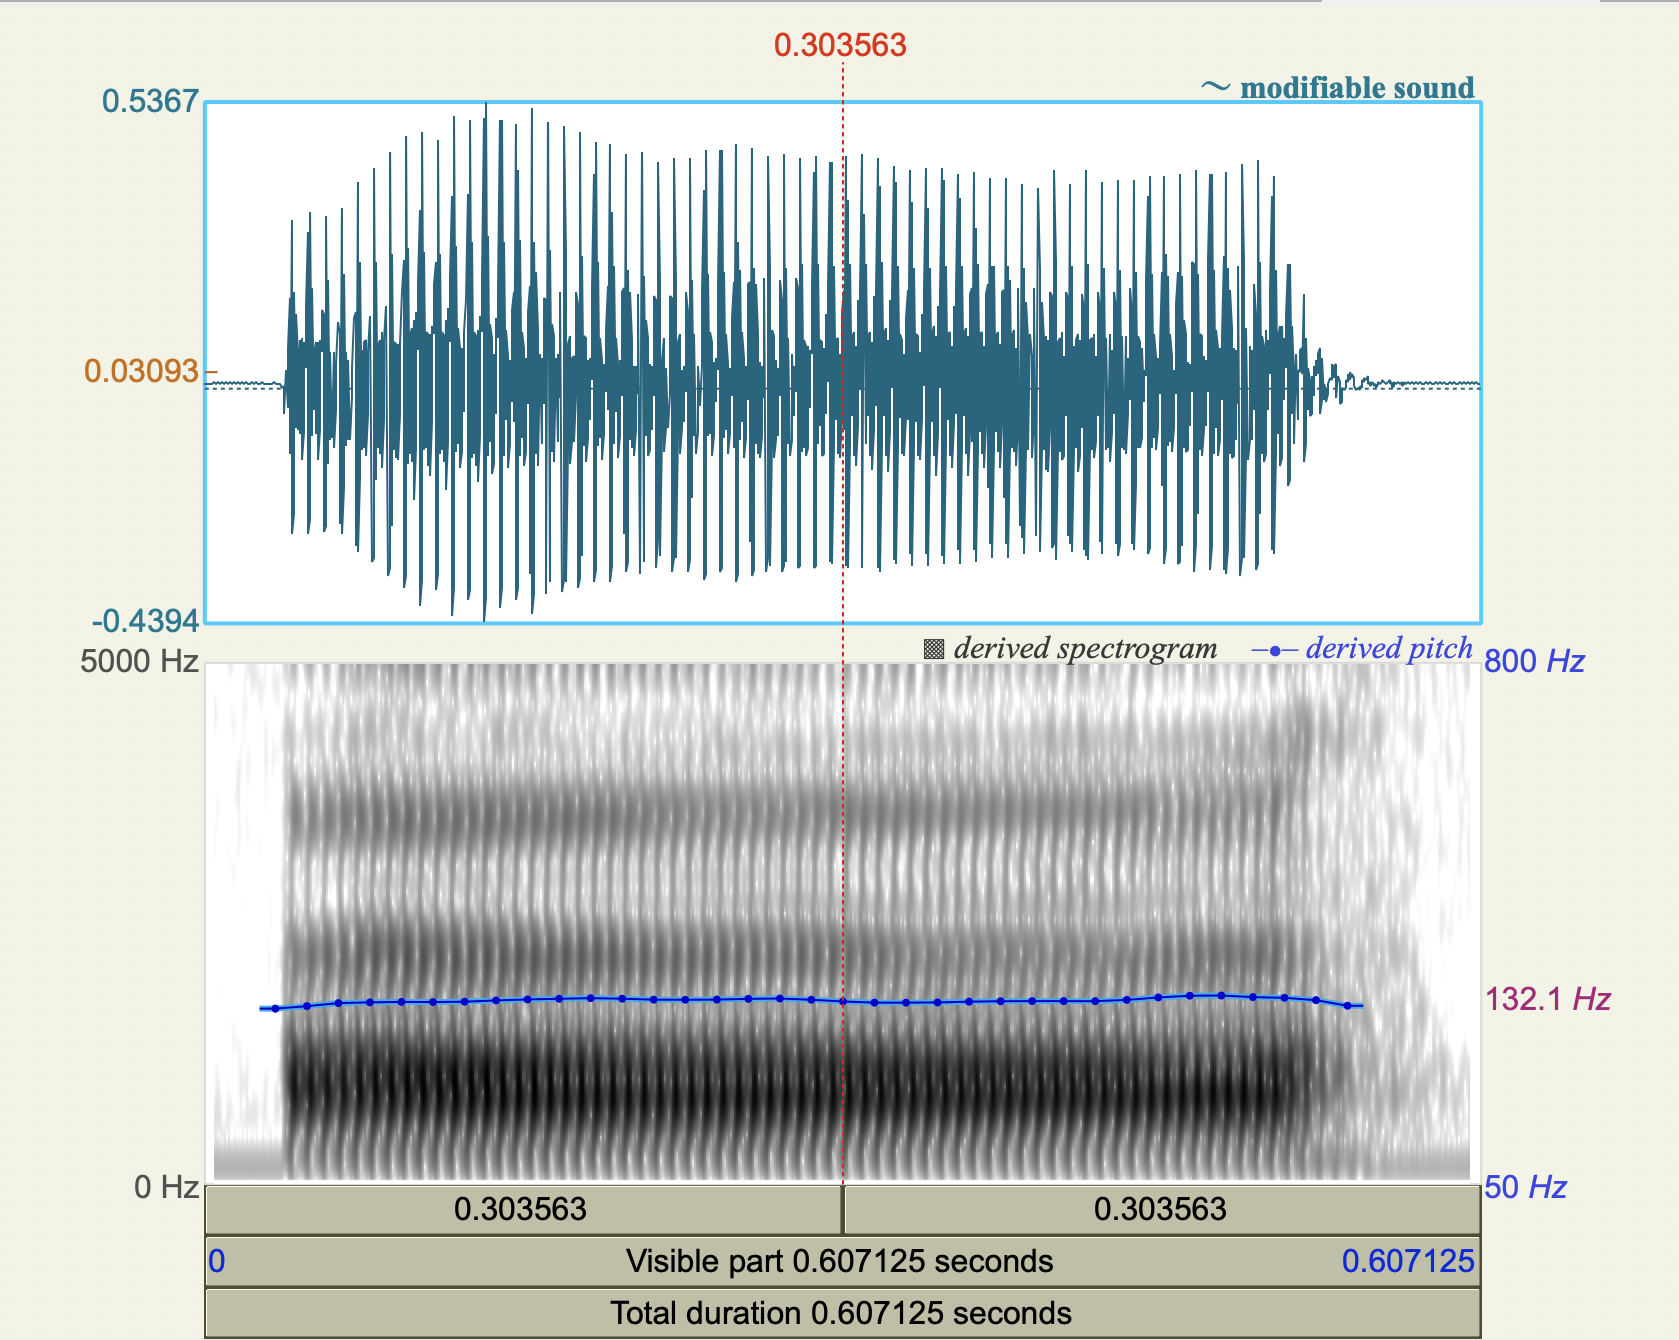 0.303563
0.5367
~ modifiable sound
0.03093
-0.4394
derived spectrogram
derived pitch
5000 Hz
800 Hz
132.1 Hz
0 Hz
50 Hz
0.303563
0.303563
0
Visible part 0.607125 seconds
0.607125
Total duration 0.607125 seconds